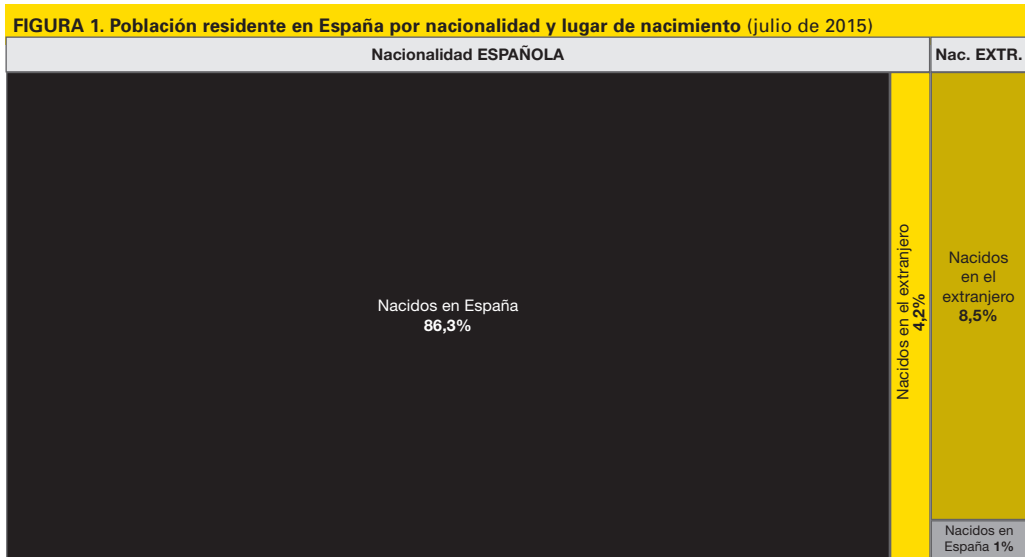 FIGURA 1. Población residente en España por nacionalidad y lugar de nacimiento (julio de 2015)
Nacionalidad ESPAÑOLA
Nac. EXTR.
Nacidos en España
86,3%
Nacidos en el extranjero
4,2%
Nacidos
en el
extranjero
8,5%
Nacidos en
España 1%